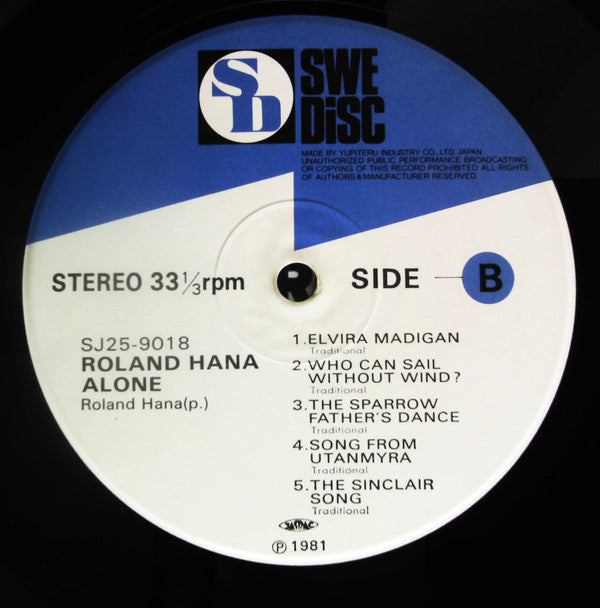 SD
SWE
DiSC
MADE BY YUPITERU INDUSTRY CO., LTD. JAPAN
UNAUTHORIZED PUBLIC PERFORMANCE BROADCASTING
OR COPYING OF THIS RECORD PROHIBITED ALL RIGHTS
OF AUTHORS & MANUFACTURER RESERVED.
STEREO 33⅓rpm
SIDE — B
SJ25-9018
ROLAND HANA
ALONE
Roland Hana(p.)
1.ELVIRA MADIGAN
Traditional
2.WHO CAN SAIL
WITHOUT WIND?
Traditional
3.THE SPARROW
FATHER'S DANCE
Traditional
4.SONG FROM
UTANMYRA
Traditional
5.THE SINCLAIR
SONG
Traditional
JASRAC
℗ 1981